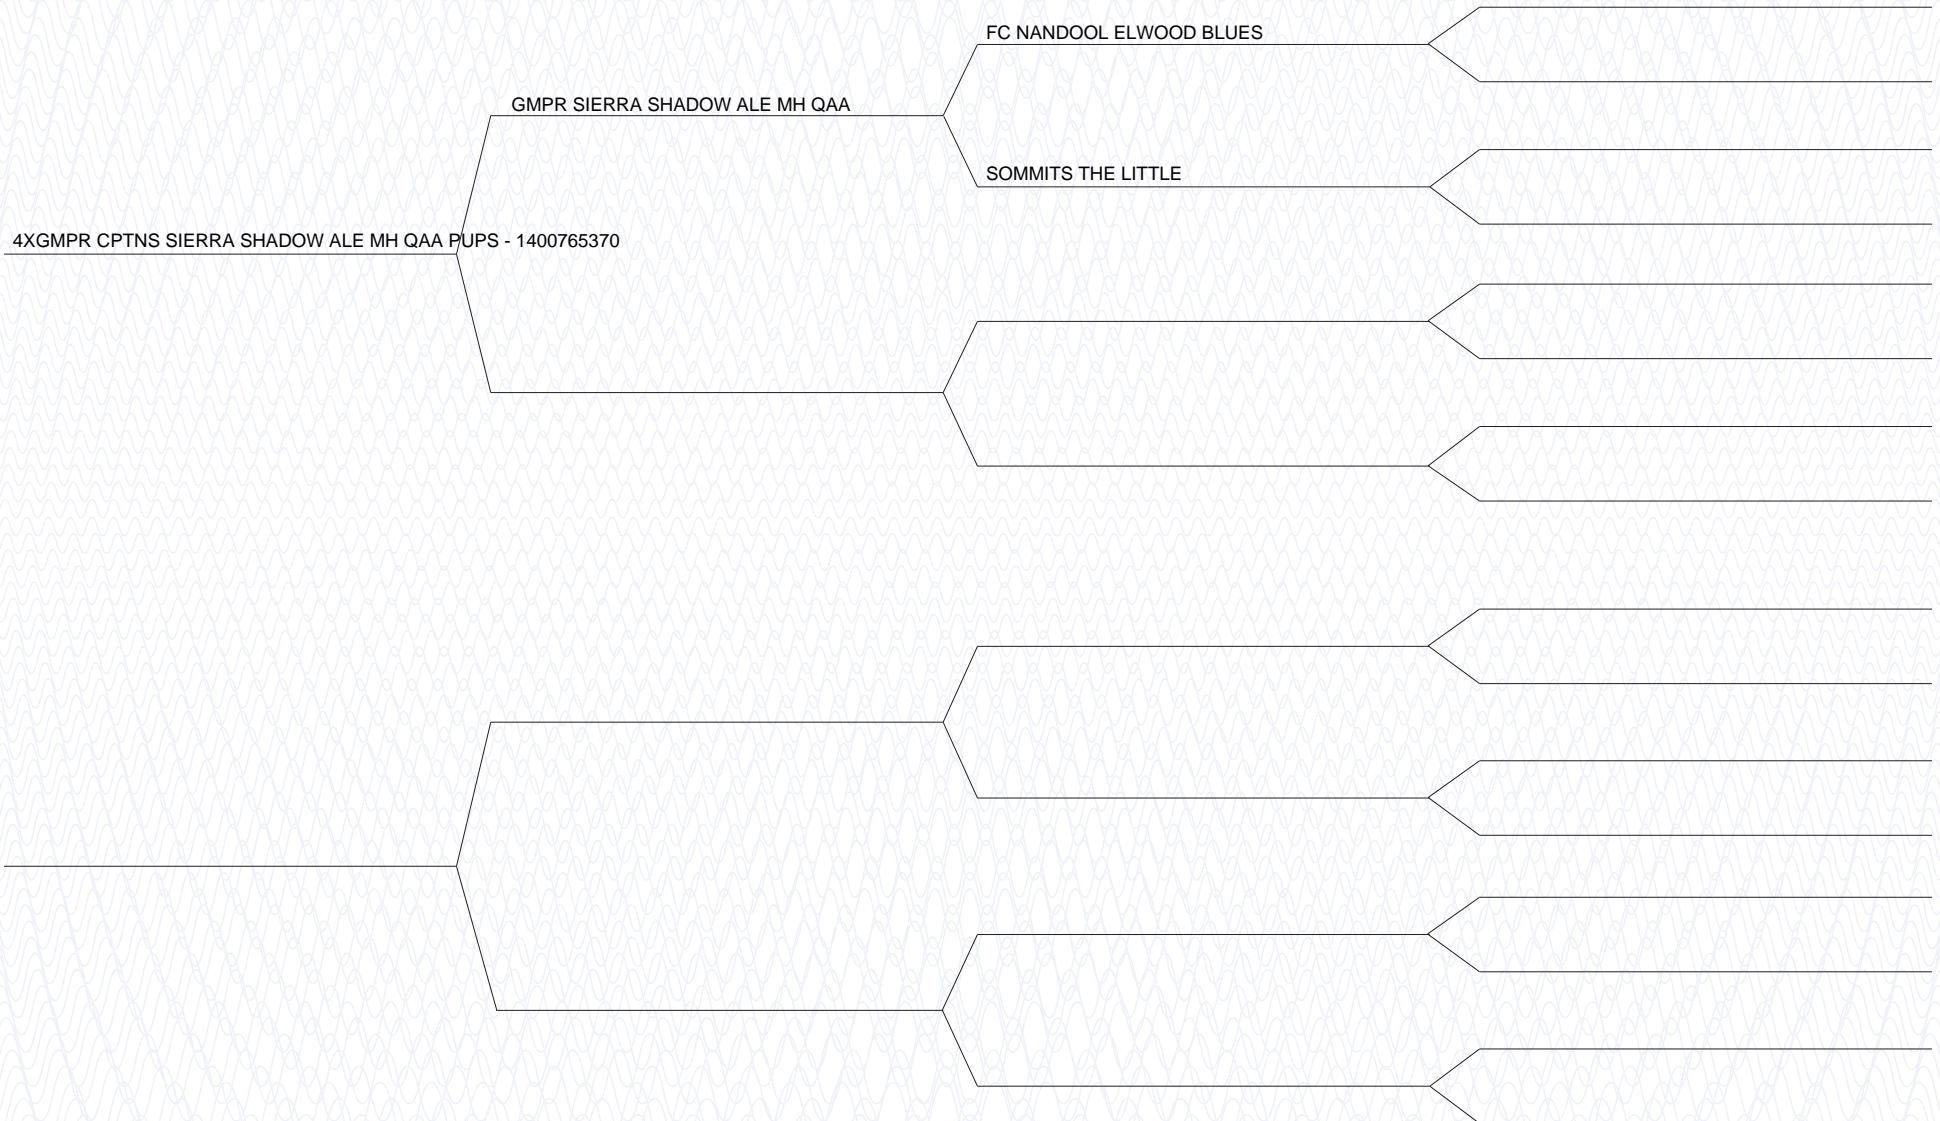 FC NANDOOL ELWOOD BLUES
GMPR SIERRA SHADOW ALE MH QAA
SOMMITS THE LITTLE
4XGMPR CPTNS SIERRA SHADOW ALE MH QAA PUPS - 1400765370